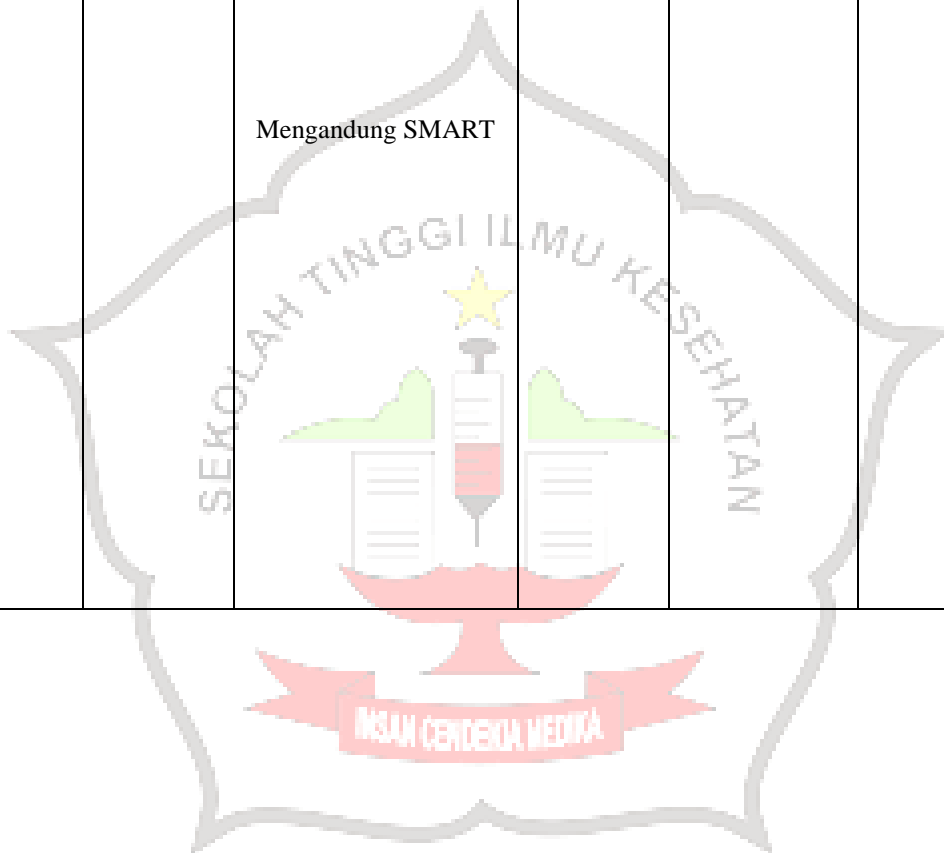 Mengandung SMART
SEKOLAH TINGGI ILMU KESEHATAN
INSAN CENDEKIA MEDIKA